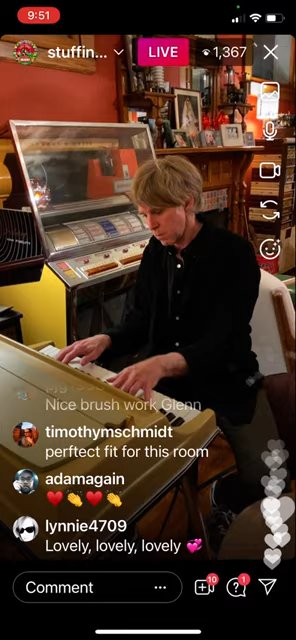 9:51
stuffin...
LIVE
1,367
Nice brush work Glenn
timothymschmidt
perftect fit for this room
adamagain
lynnie4709
Lovely, lovely, lovely
Comment
10
1